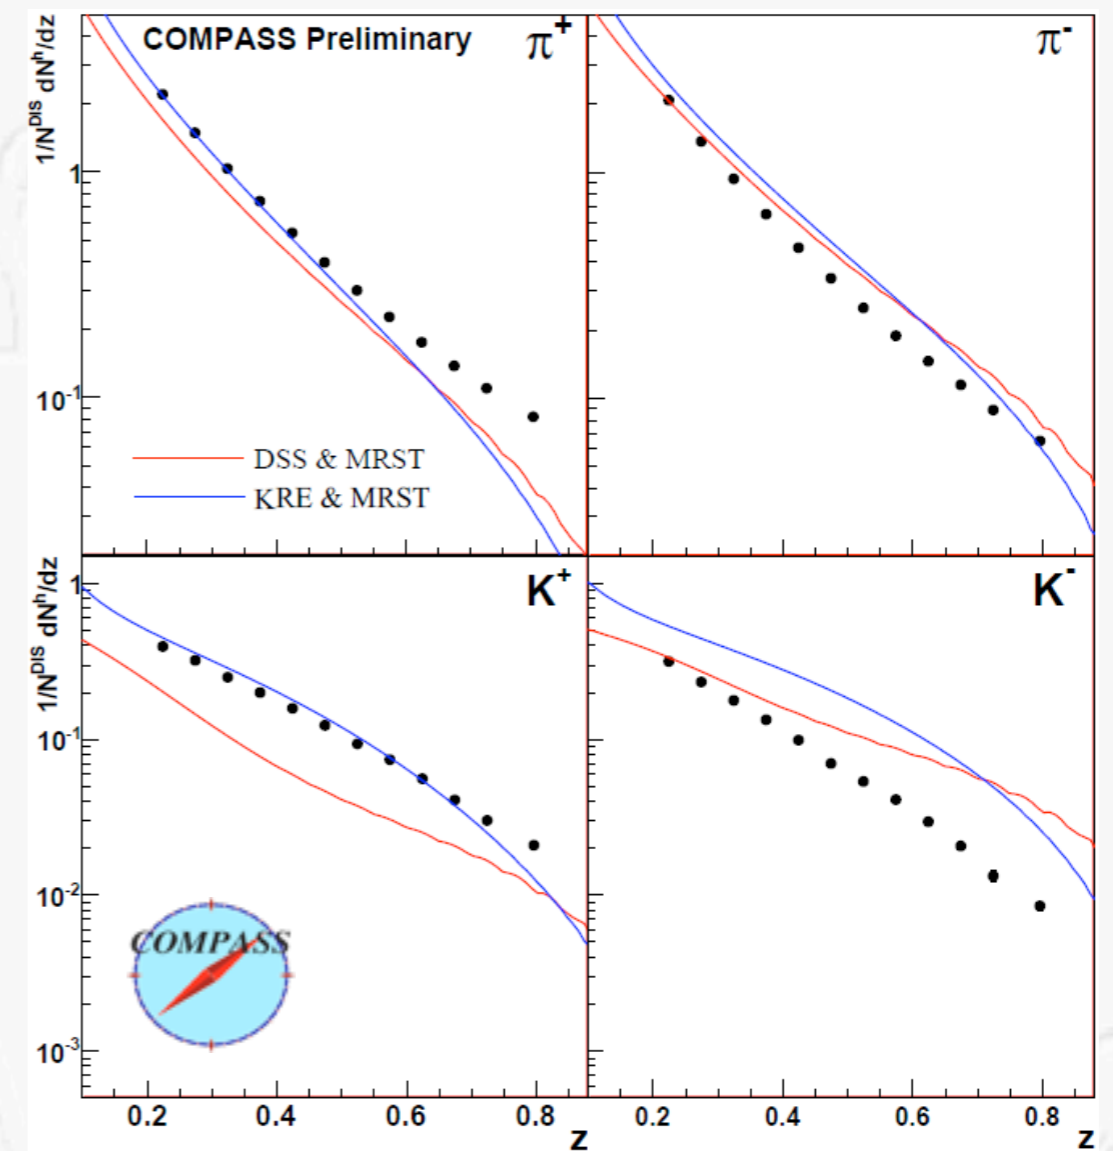 COMPASS Preliminary
π+
π-
1/N^DIS dN^h/dz
1
10^-1
DSS & MRST
KRE & MRST
K+
K-
1/N^DIS dN^h/dz
1
10^-1
10^-2
10^-3
COMPASS
0.2 0.4 0.6 0.8
z
0.2 0.4 0.6 0.8
z